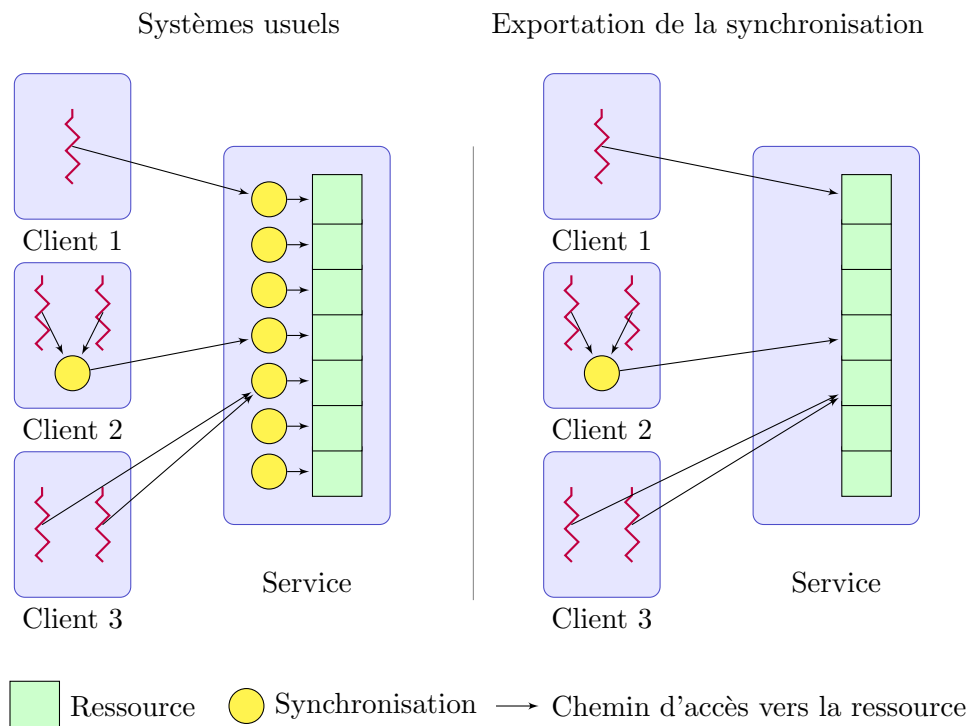 Systèmes usuels
Exportation de la synchronisation
Client 1
Client 2
Client 3
Service
Client 1
Client 2
Client 3
Service
Ressource
Synchronisation
Chemin d'accès vers la ressource